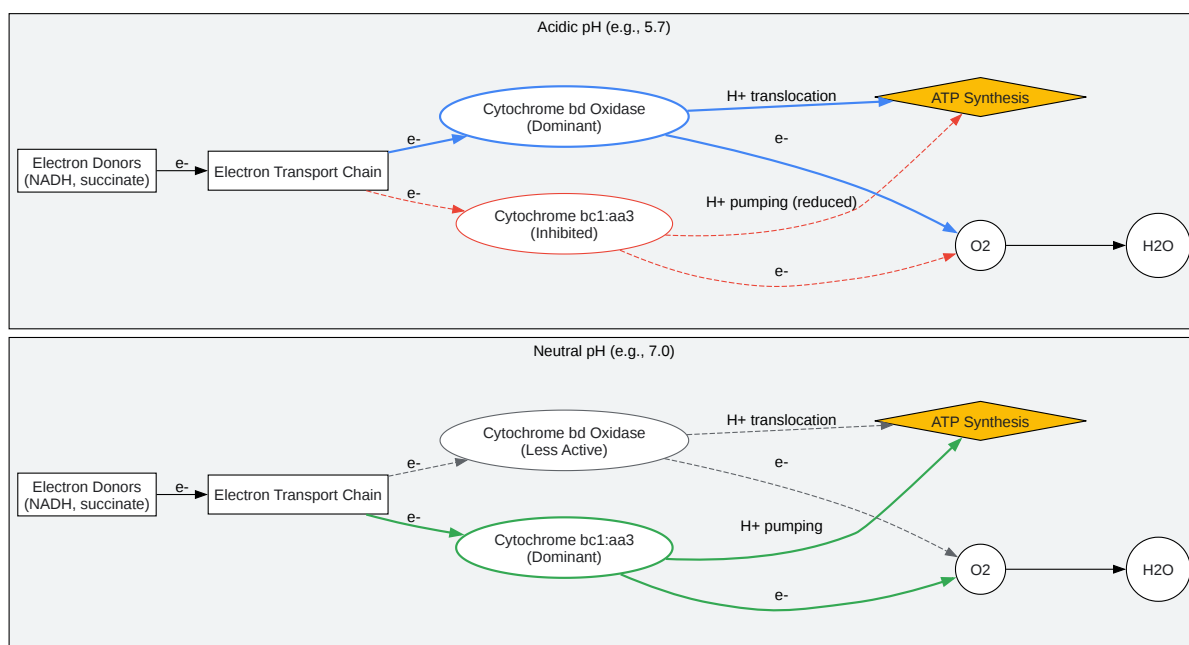 Acidic pH (e.g., 5.7)
Cytochrome bd Oxidase
(Dominant)
H+ translocation
ATP Synthesis
e-
e-
Electron Donors
(NADH, succinate)
e-
Electron Transport Chain
e-
H+ pumping (reduced)
Cytochrome bc1:aa3
(Inhibited)
O2
H2O
e-
Neutral pH (e.g., 7.0)
Cytochrome bd Oxidase
(Less Active)
H+ translocation
ATP Synthesis
e-
e-
Electron Donors
(NADH, succinate)
e-
Electron Transport Chain
e-
H+ pumping
Cytochrome bc1:aa3
(Dominant)
O2
H2O
e-